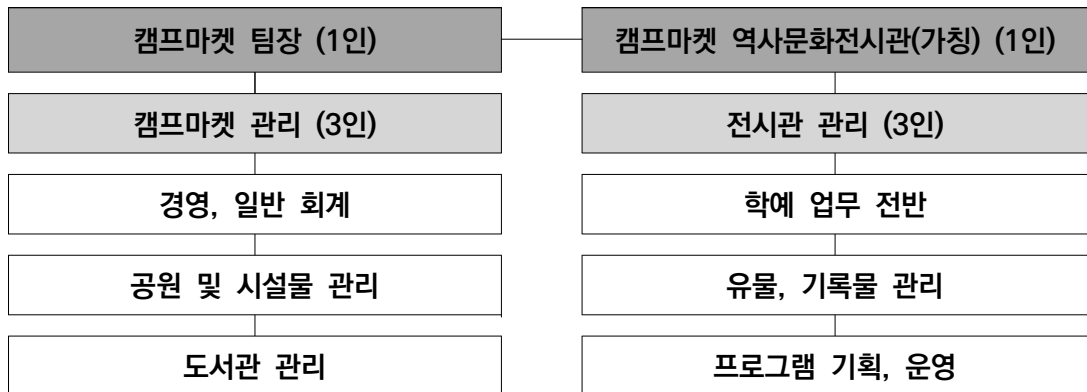 캠프마켓 팀장 (1인)
캠프마켓 관리 (3인)
경영, 일반 회계
공원 및 시설물 관리
도서관 관리
캠프마켓 역사문화전시관(가칭) (1인)
전시관 관리 (3인)
학예 업무 전반
유물, 기록물 관리
프로그램 기획, 운영